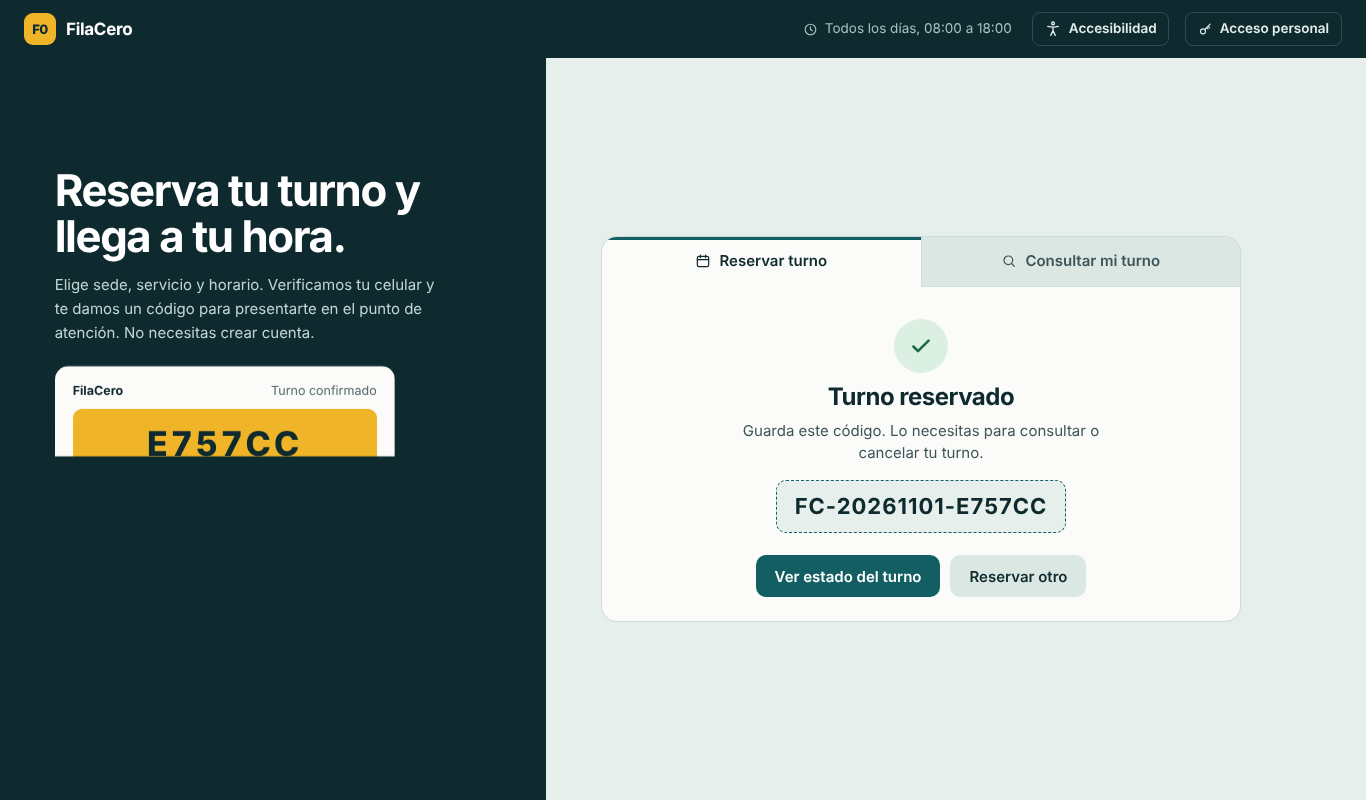 F0 FilaCero
Todos los días, 08:00 a 18:00
Accesibilidad
Acceso personal
Reserva tu turno y
llega a tu hora.
Elige sede, servicio y horario. Verificamos tu celular y
te damos un código para presentarte en el punto de
atención. No necesitas crear cuenta.
FilaCero
Turno confirmado
E757CC
Reservar turno
Consultar mi turno
Turno reservado
Guarda este código. Lo necesitas para consultar o
cancelar tu turno.
FC-20261101-E757CC
Ver estado del turno
Reservar otro